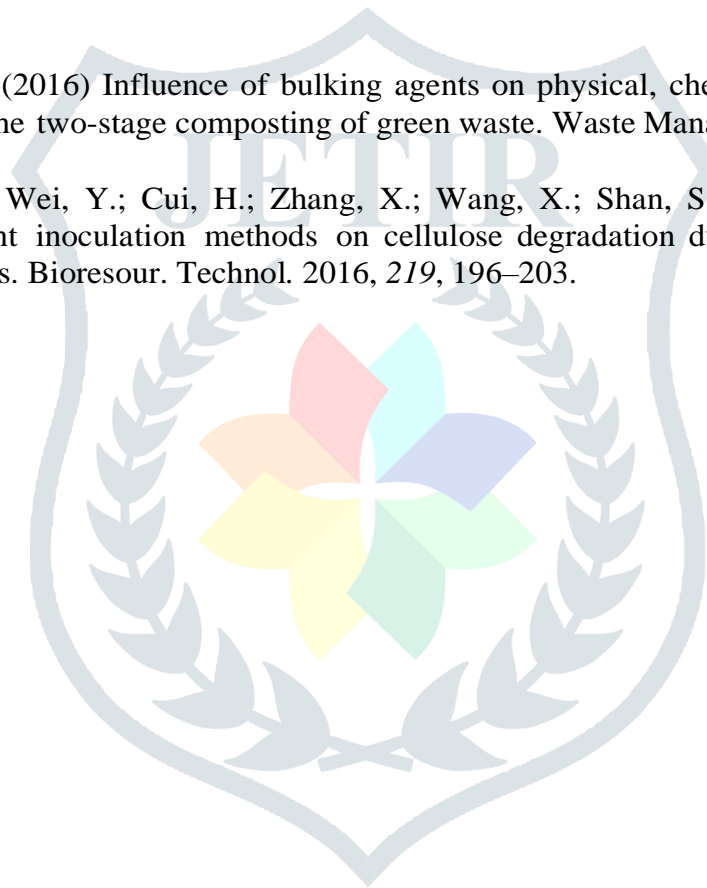 (2016) Influence of bulking agents on physical, che
he two-stage composting of green waste. Waste Mana
JETIR
Wei, Y.; Cui, H.; Zhang, X.; Wang, X.; Shan, S
nt inoculation methods on cellulose degradation du
s. Bioresour. Technol. 2016, 219, 196–203.